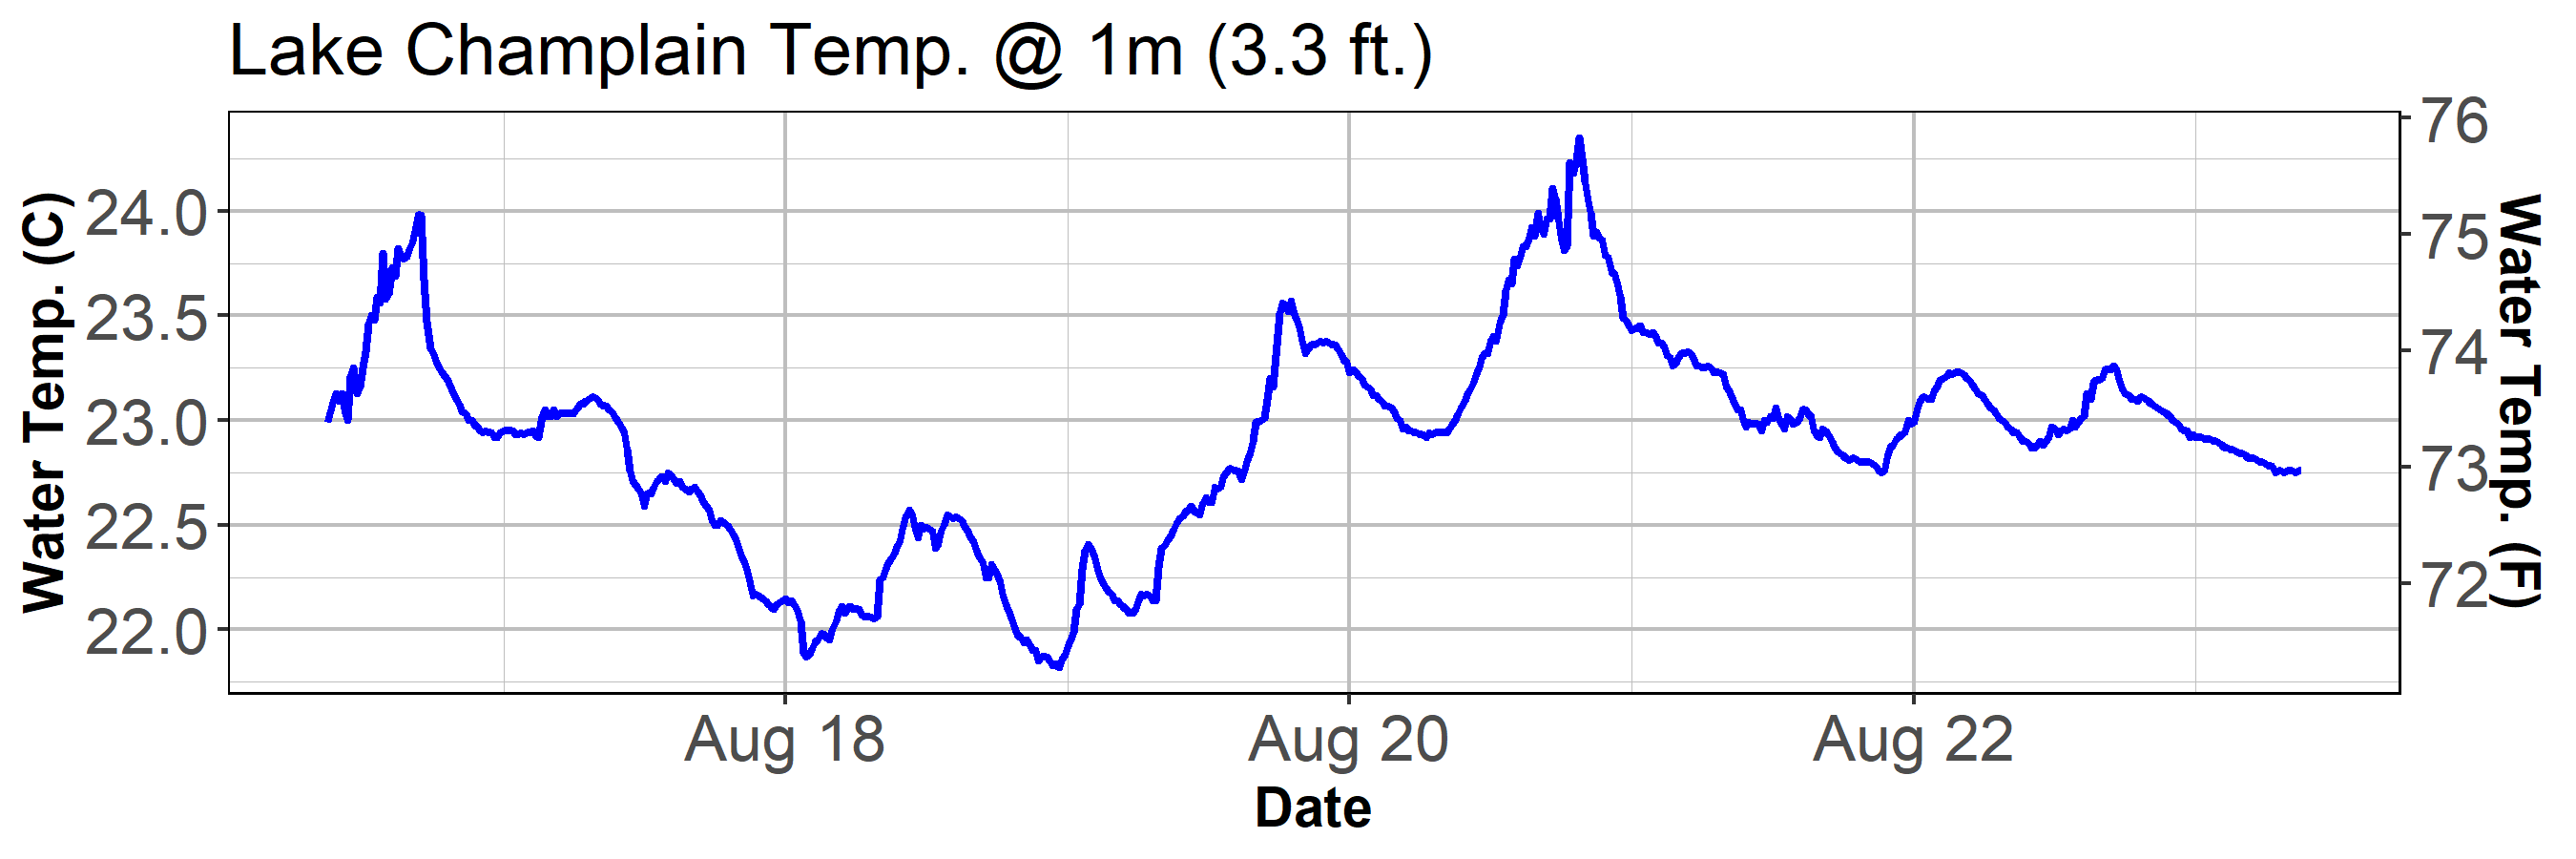 Lake Champlain Temp. @ 1m (3.3 ft.)
Water Temp. (C)
24.0
23.5
23.0
22.5
22.0
76
75
74
73
72
Water Temp. (F)
Aug 18
Aug 20
Aug 22
Date